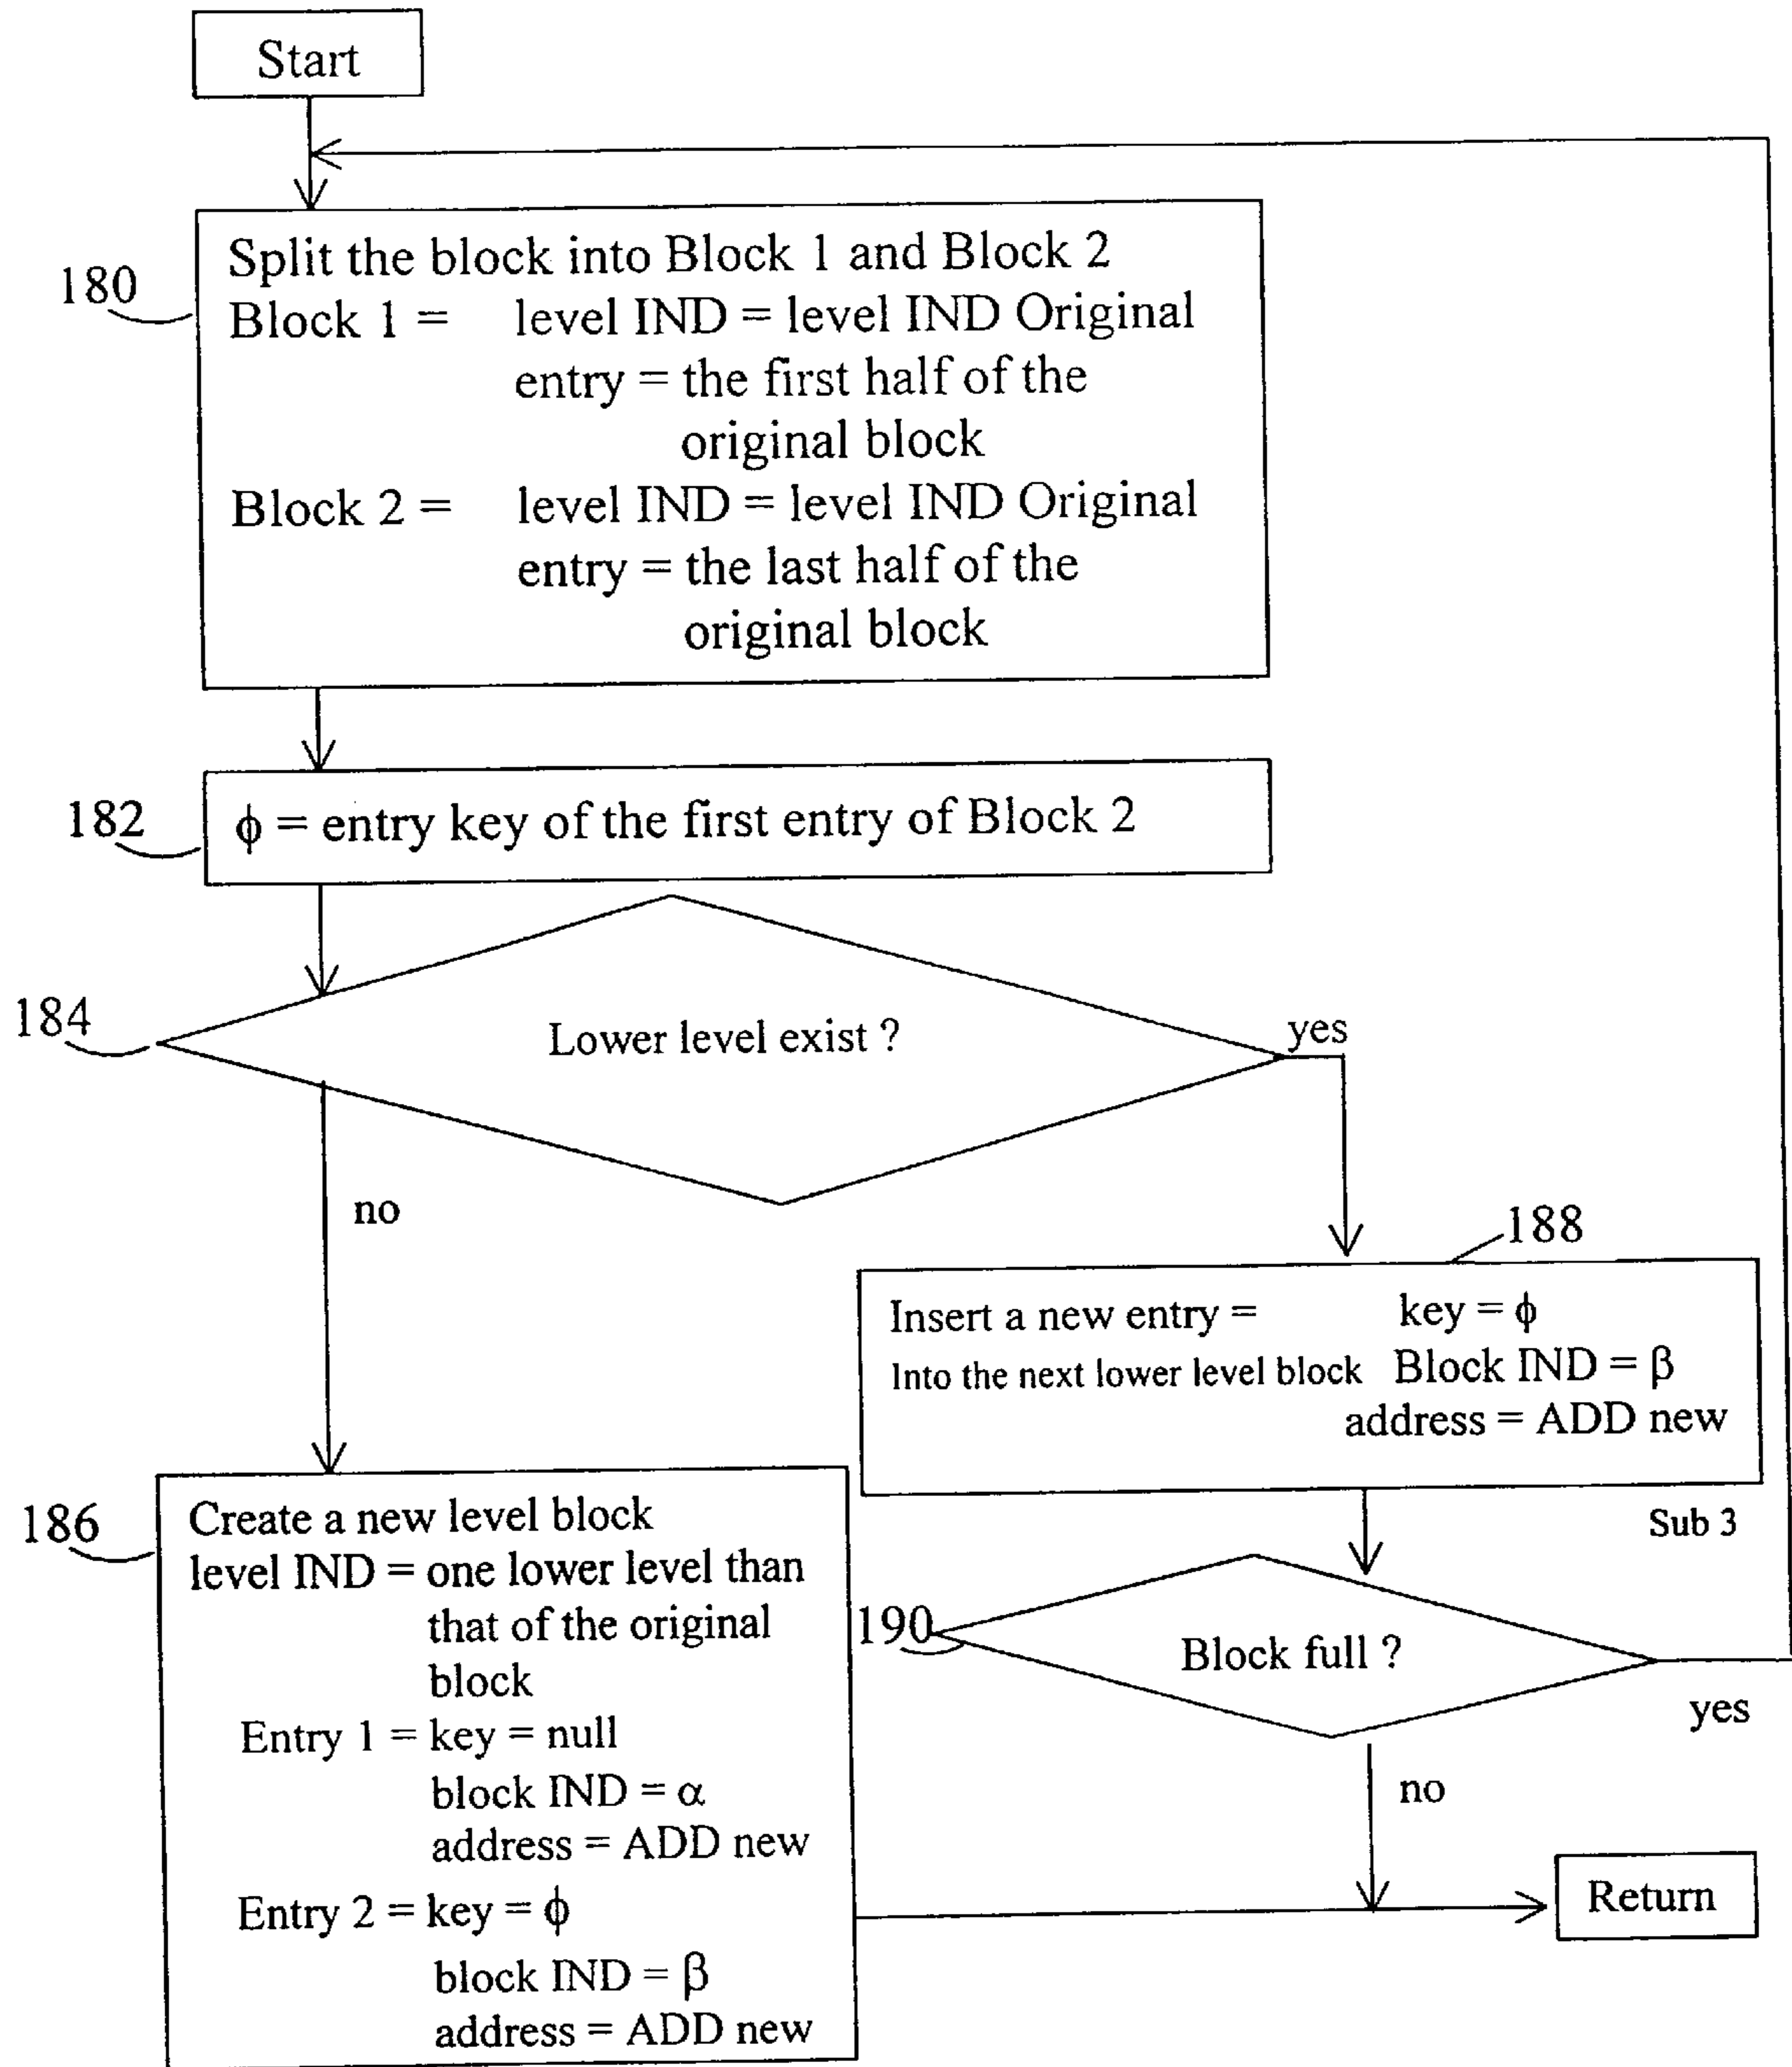 Start
180
Split the block into Block 1 and Block 2
Block 1 = level IND = level IND Original
entry = the first half of the
original block
Block 2 = level IND = level IND Original
entry = the last half of the
original block
182
ϕ = entry key of the first entry of Block 2
184
Lower level exist ?
yes
no
188
Insert a new entry = key = ϕ
Into the next lower level block Block IND = β
address = ADD new
Sub 3
190
Block full ?
yes
no
Return
186
Create a new level block
level IND = one lower level than
that of the original
block
Entry 1 = key = null
block IND = α
address = ADD new
Entry 2 = key = ϕ
block IND = β
address = ADD new